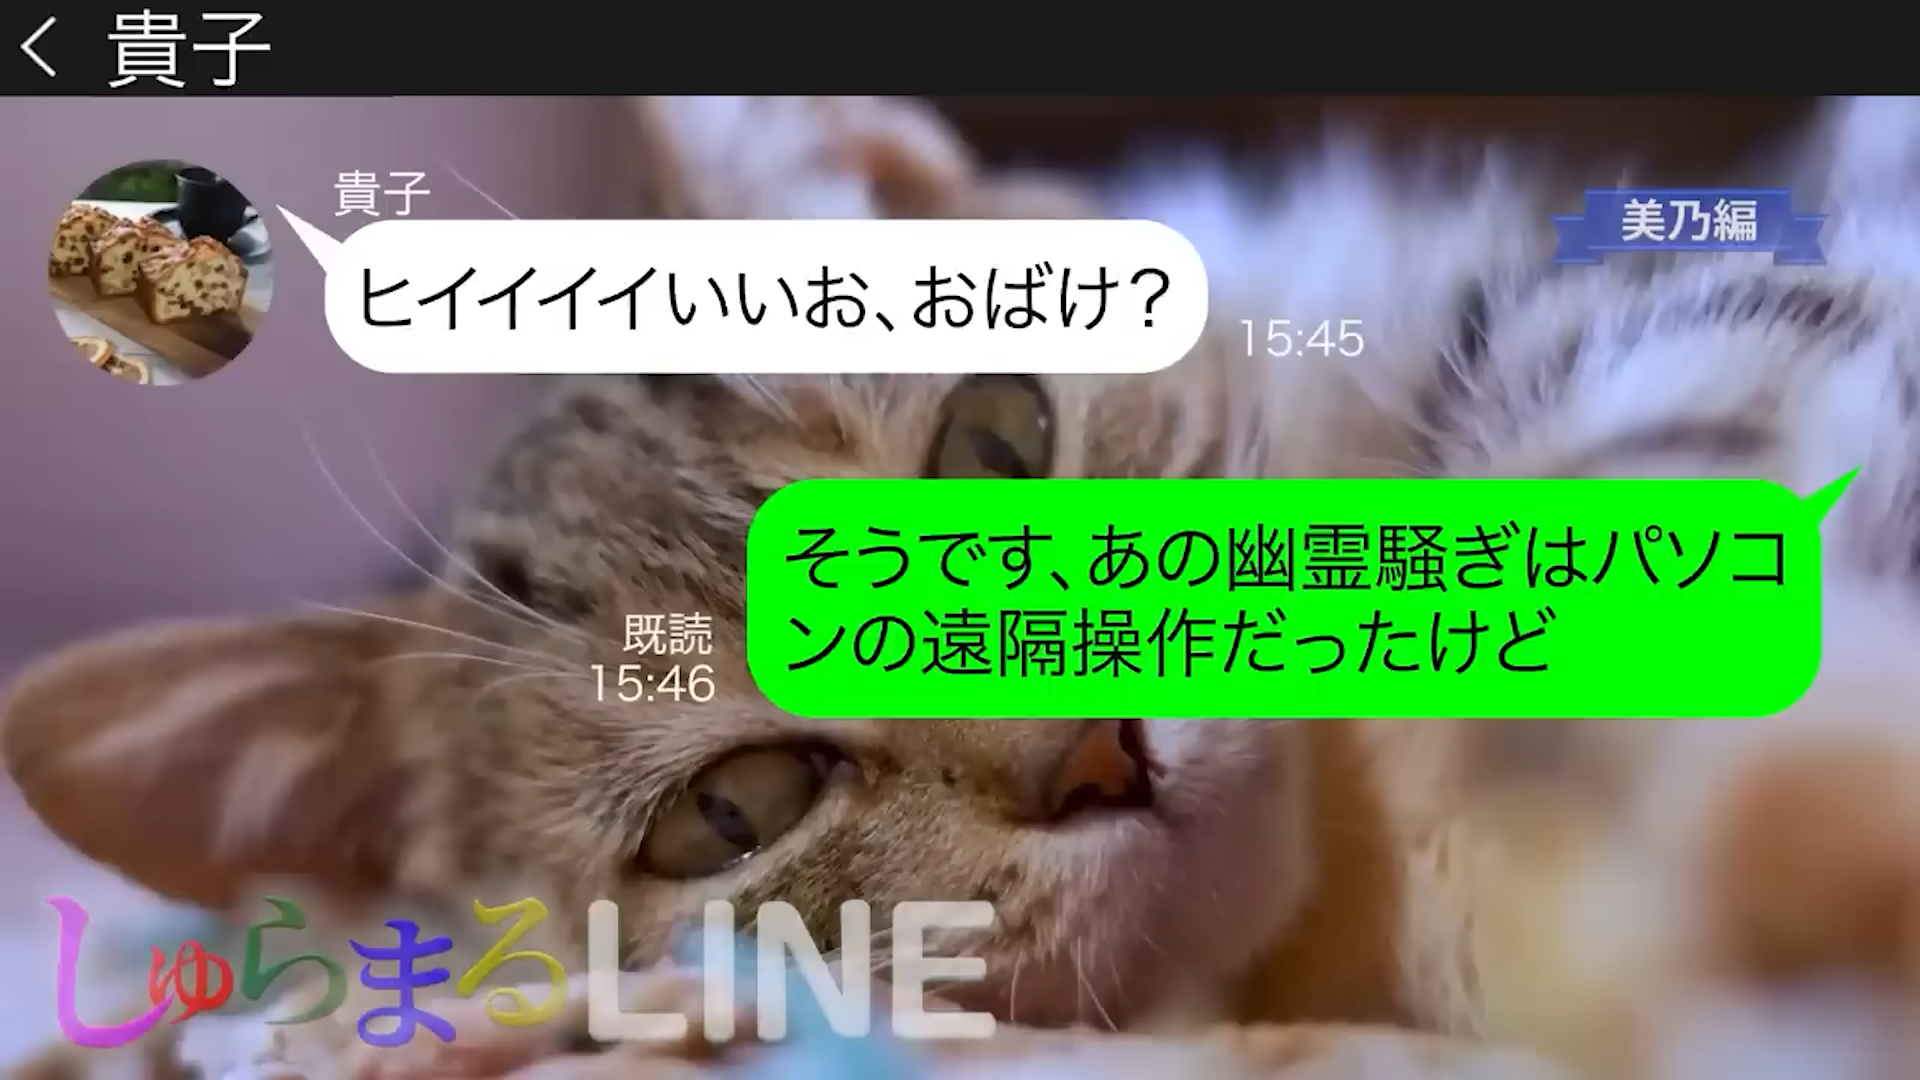 貴子
貴子
美乃編
ヒイイイイいいお、おばけ？
15:45
そうです、あの幽霊騒ぎはパソコ
ンの遠隔操作だったけど
既読
15:46
しゅらまるLINE